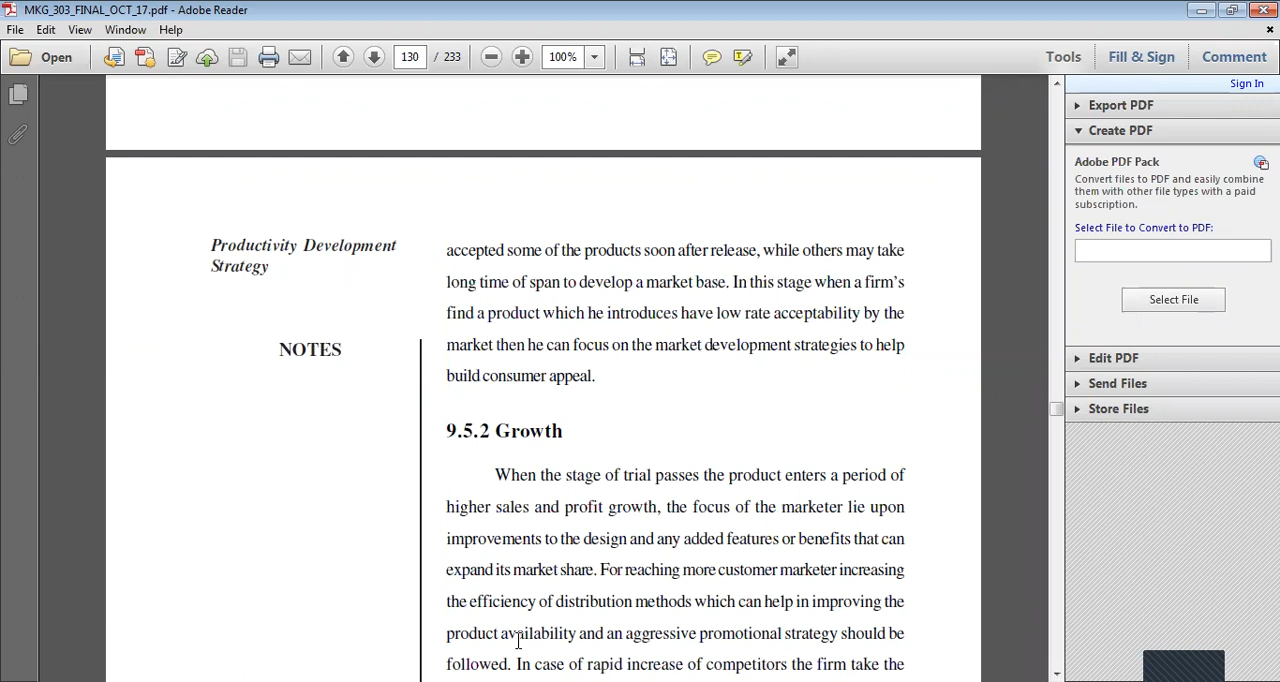 MKG_303_FINAL_OCT_17.pdf - Adobe Reader
File Edit View Window Help
Open 130 / 233 100% Tools Fill & Sign Comment
Sign In
Export PDF
Create PDF
Adobe PDF Pack
Convert files to PDF and easily combine
them with other file types with a paid
subscription.
Select File to Convert to PDF:
Select File
Edit PDF
Send Files
Store Files
Productivity Development
Strategy
NOTES
accepted some of the products soon after release, while others may take
long time of span to develop a market base. In this stage when a firm's
find a product which he introduces have low rate acceptability by the
market then he can focus on the market development strategies to help
build consumer appeal.
9.5.2 Growth
When the stage of trial passes the product enters a period of
higher sales and profit growth, the focus of the marketer lie upon
improvements to the design and any added features or benefits that can
expand its market share. For reaching more customer marketer increasing
the efficiency of distribution methods which can help in improving the
product availability and an aggressive promotional strategy should be
followed. In case of rapid increase of competitors the firm take the